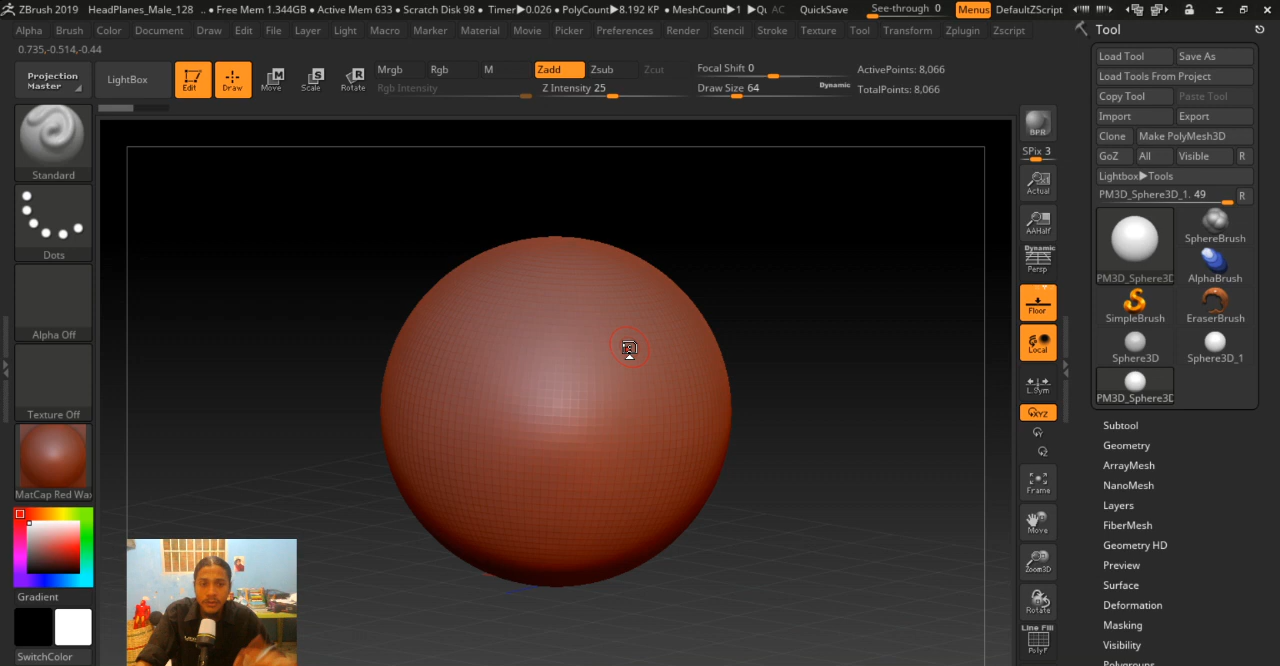 ZBrush 2019 HeadPlanes_Male_128 .. • Free Mem 1.344GB • Active Mem 633 • Scratch Disk 98 • Timer▶0.026 • PolyCount▶8.192 KP • MeshCount▶1 AC QuickSave See-through 0 Menus DefaultZScript
Alpha Brush Color Document Draw Edit File Layer Light Macro Marker Material Movie Picker Preferences Render Stencil Stroke Texture Tool Transform Zplugin Zscript
0.735,-0.514,-0.44
Projection Master
LightBox
Edit
Draw
Move
Scale
Rotate
Mrgb Rgb M
Rgb Intensity
Zadd Zsub Zcut
Z Intensity 25
Focal Shift 0
Draw Size 64
Dynamic
ActivePoints: 8,066
TotalPoints: 8,066
Standard
Dots
Alpha Off
Texture Off
MatCap Red Wax
Gradient
SwitchColor
BPR
SPix 3
Actual
AAHalf
Dynamic
Persp
Floor
Local
L.Sym
XYZ
Frame
Move
Zoom3D
Rotate
Line Fill
PolyF
Tool
Load Tool Save As
Load Tools From Project
Copy Tool Paste Tool
Import Export
Clone Make PolyMesh3D
GoZ All Visible R
Lightbox▶Tools
PM3D_Sphere3D_1. 49 R
PM3D_Sphere3D
SphereBrush
AlphaBrush
SimpleBrush EraserBrush
Sphere3D Sphere3D_1
PM3D_Sphere3D
Subtool
Geometry
ArrayMesh
NanoMesh
Layers
FiberMesh
Geometry HD
Preview
Surface
Deformation
Masking
Visibility
Polygroups